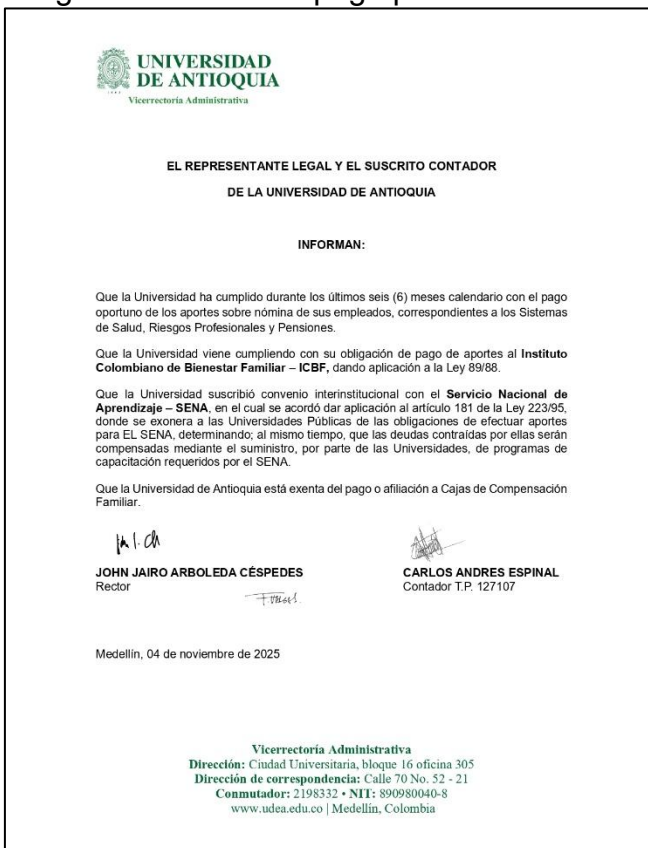 UNIVERSIDAD
DE ANTIOQUIA
Vicerrectoría Administrativa
EL REPRESENTANTE LEGAL Y EL SUSCRITO CONTADOR
DE LA UNIVERSIDAD DE ANTIOQUIA
INFORMAN:
Que la Universidad ha cumplido durante los últimos seis (6) meses calendario con el pago
oportuno de los aportes sobre nómina de sus empleados, correspondientes a los Sistemas
de Salud, Riesgos Profesionales y Pensiones.
Que la Universidad viene cumpliendo con su obligación de pago de aportes al Instituto
Colombiano de Bienestar Familiar – ICBF, dando aplicación a la Ley 89/88.
Que la Universidad suscribió convenio interinstitucional con el Servicio Nacional de
Aprendizaje – SENA, en el cual se acordó dar aplicación al artículo 181 de la Ley 223/95,
donde se exonera a las Universidades Públicas de las obligaciones de efectuar aportes
para EL SENA, determinando; al mismo tiempo, que las deudas contraídas por ellas serán
compensadas mediante el suministro, por parte de las Universidades, de programas de
capacitación requeridos por el SENA.
Que la Universidad de Antioquia está exenta del pago o afiliación a Cajas de Compensación
Familiar.
JOHN JAIRO ARBOLEDA CÉSPEDES
Rector
CARLOS ANDRES ESPINAL
Contador T.P. 127107
Medellín, 04 de noviembre de 2025
Vicerrectoría Administrativa
Dirección: Ciudad Universitaria, bloque 16 oficina 305
Dirección de correspondencia: Calle 70 No. 52 - 21
Conmutador: 2198332 • NIT: 890980040-8
www.udea.edu.co | Medellín, Colombia